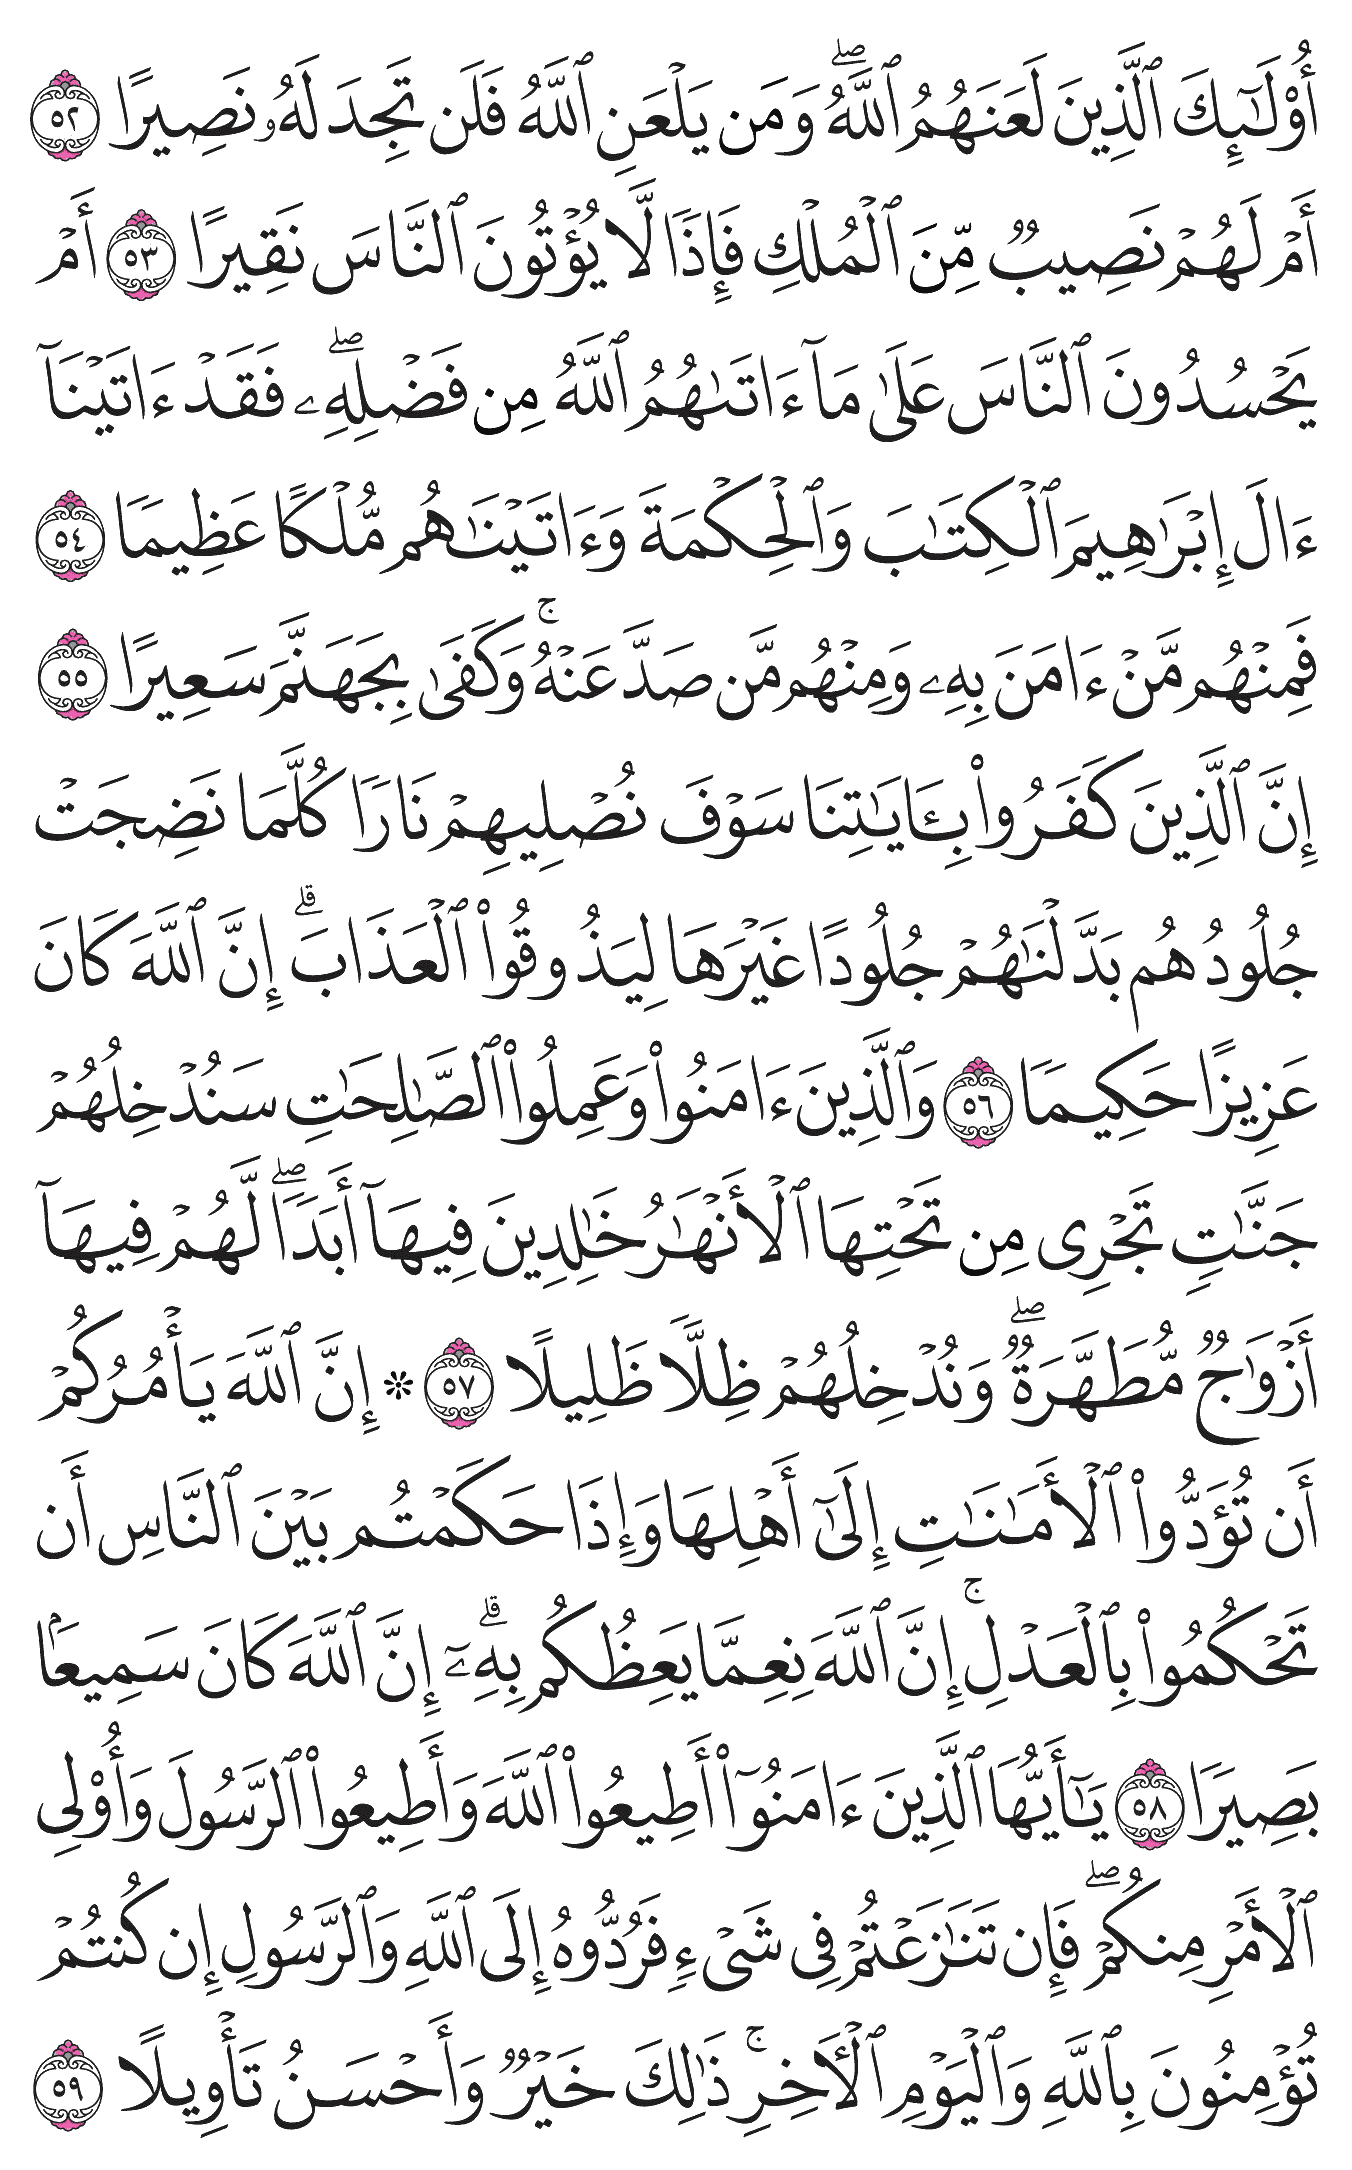 أُوْلَٰٓئِكَ ٱلَّذِينَ لَعَنَهُمُ ٱللَّهُۖ وَمَن يَلۡعَنِ ٱللَّهُ فَلَن تَجِدَ لَهُۥ نَصِيرًا ٥٢
أَمۡ لَهُمۡ نَصِيبٞ مِّنَ ٱلۡمُلۡكِ فَإِذٗا لَّا يُؤۡتُونَ ٱلنَّاسَ نَقِيرًا ٥٣ أَمۡ
يَحۡسُدُونَ ٱلنَّاسَ عَلَىٰ مَآ ءَاتَىٰهُمُ ٱللَّهُ مِن فَضۡلِهِۦۖ فَقَدۡ ءَاتَيۡنَآ
ءَالَ إِبۡرَٰهِيمَ ٱلۡكِتَٰبَ وَٱلۡحِكۡمَةَ وَءَاتَيۡنَٰهُم مُّلۡكًا عَظِيمٗا ٥٤
فَمِنۡهُم مَّنۡ ءَامَنَ بِهِۦ وَمِنۡهُم مَّن صَدَّ عَنۡهُۚ وَكَفَىٰ بِجَهَنَّمَ سَعِيرًا ٥٥
إِنَّ ٱلَّذِينَ كَفَرُواْ بِـَٔايَٰتِنَا سَوۡفَ نُصۡلِيهِمۡ نَارٗا كُلَّمَا نَضِجَتۡ
جُلُودُهُم بَدَّلۡنَٰهُمۡ جُلُودًا غَيۡرَهَا لِيَذُوقُواْ ٱلۡعَذَابَۗ إِنَّ ٱللَّهَ كَانَ
عَزِيزًا حَكِيمٗا ٥٦ وَٱلَّذِينَ ءَامَنُواْ وَعَمِلُواْ ٱلصَّٰلِحَٰتِ سَنُدۡخِلُهُمۡ
جَنَّٰتٖ تَجۡرِي مِن تَحۡتِهَا ٱلۡأَنۡهَٰرُ خَٰلِدِينَ فِيهَآ أَبَدٗاۖ لَّهُمۡ فِيهَآ
أَزۡوَٰجٞ مُّطَهَّرَةٞۖ وَنُدۡخِلُهُمۡ ظِلّٗا ظَلِيلًا ٥٧ ۞ إِنَّ ٱللَّهَ يَأۡمُرُكُمۡ
أَن تُؤَدُّواْ ٱلۡأَمَٰنَٰتِ إِلَىٰٓ أَهۡلِهَا وَإِذَا حَكَمۡتُم بَيۡنَ ٱلنَّاسِ أَن
تَحۡكُمُواْ بِٱلۡعَدۡلِۚ إِنَّ ٱللَّهَ نِعِمَّا يَعِظُكُم بِهِۦٓۗ إِنَّ ٱللَّهَ كَانَ سَمِيعَۢا
بَصِيرٗا ٥٨ يَٰٓأَيُّهَا ٱلَّذِينَ ءَامَنُوٓاْ أَطِيعُواْ ٱللَّهَ وَأَطِيعُواْ ٱلرَّسُولَ وَأُوْلِي
ٱلۡأَمۡرِ مِنكُمۡۖ فَإِن تَنَٰزَعۡتُمۡ فِي شَيۡءٖ فَرُدُّوهُ إِلَى ٱللَّهِ وَٱلرَّسُولِ إِن كُنتُمۡ
تُؤۡمِنُونَ بِٱللَّهِ وَٱلۡيَوۡمِ ٱلۡأٓخِرِۚ ذَٰلِكَ خَيۡرٞ وَأَحۡسَنُ تَأۡوِيلًا ٥٩